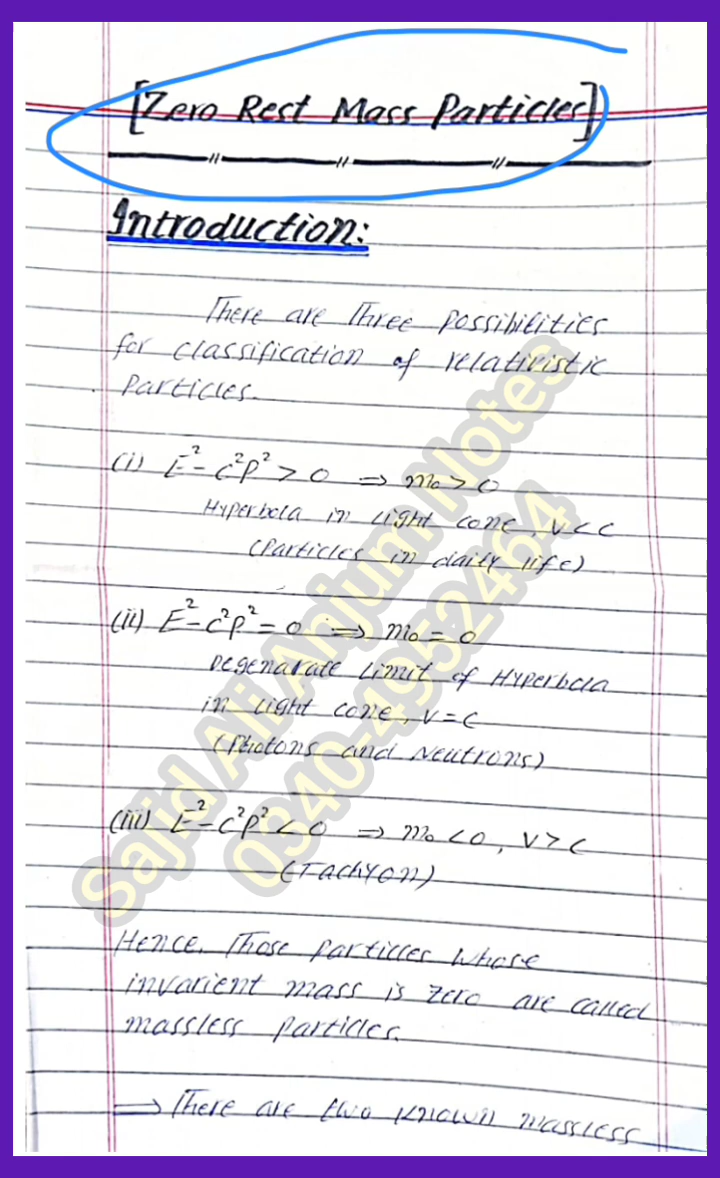 [Zero Rest Mass Particles]
Introduction:
There are Three possibilities
for classification of relativistic
Particles.
(i) E²-c²p² > 0 ⇒ m₀ > 0
Hyperbola in light cone, v < c
(Particles in daily life)
(ii) E²-c²p² = 0 ⇒ m₀ = 0
Degenarate Limit of Hyperbola
in light cone, v = c
(Photons and Neutrons)
(iii) E²-c²p² < 0 ⇒ m₀ < 0, v > c
(Tachyon)
Hence, Those particles whose
invarient mass is zero are called
massless particles.
⇒ There are two known massless
Sajid Ali Anjum Notes
0340-4952464